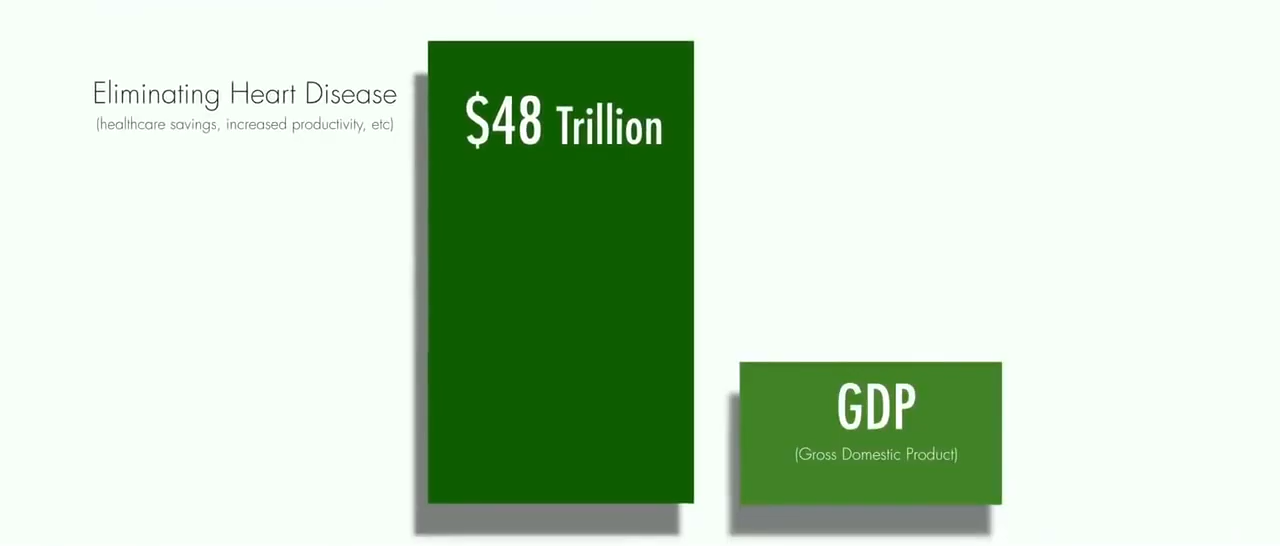 Eliminating Heart Disease
(healthcare savings, increased productivity, etc)
$48 Trillion
GDP
(Gross Domestic Product)